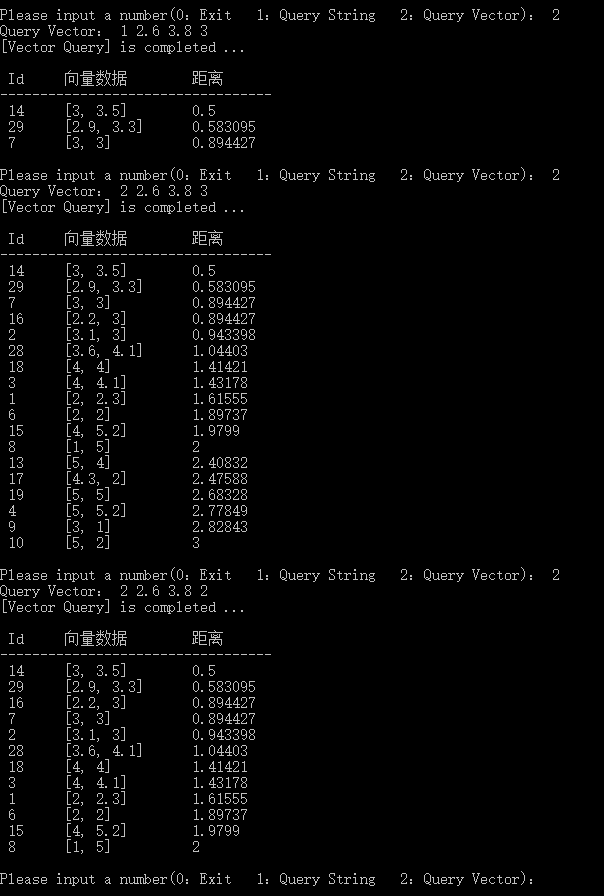 Please input a number(0: Exit   1: Query String   2: Query Vector):  2
Query Vector:  1 2.6 3.8 3
[Vector Query] is completed ...
Id     向量数据        距离
----------------------------------
14     [3, 3.5]        0.5
29     [2.9, 3.3]      0.583095
7      [3, 3]          0.894427
Please input a number(0: Exit   1: Query String   2: Query Vector):  2
Query Vector:  2 2.6 3.8 3
[Vector Query] is completed ...
Id     向量数据        距离
----------------------------------
14     [3, 3.5]        0.5
29     [2.9, 3.3]      0.583095
7      [3, 3]          0.894427
16     [2.2, 3]        0.894427
2      [3.1, 3]        0.943398
28     [3.6, 4.1]      1.04403
18     [4, 4]          1.41421
3      [4, 4.1]        1.43178
1      [2, 2.3]        1.61555
6      [2, 2]          1.89737
15     [4, 5.2]        1.9799
8      [1, 5]          2
13     [5, 4]          2.40832
17     [4.3, 2]        2.47588
19     [5, 5]          2.68328
4      [5, 5.2]        2.77849
9      [3, 1]          2.82843
10     [5, 2]          3
Please input a number(0: Exit   1: Query String   2: Query Vector):  2
Query Vector:  2 2.6 3.8 2
[Vector Query] is completed ...
Id     向量数据        距离
----------------------------------
14     [3, 3.5]        0.5
29     [2.9, 3.3]      0.583095
16     [2.2, 3]        0.894427
7      [3, 3]          0.894427
2      [3.1, 3]        0.943398
28     [3.6, 4.1]      1.04403
18     [4, 4]          1.41421
3      [4, 4.1]        1.43178
1      [2, 2.3]        1.61555
6      [2, 2]          1.89737
15     [4, 5.2]        1.9799
8      [1, 5]          2
Please input a number(0: Exit   1: Query String   2: Query Vector):